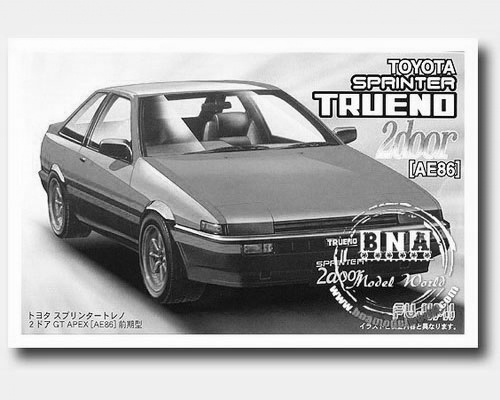 TOYOTA
SPRINTER
TRUENO
2door
[AE86]
TRUENO
SPRINTER
2door
BNA
Model World
トヨタ スプリンタートレノ
2ドア GT APEX [AE86] 前期型